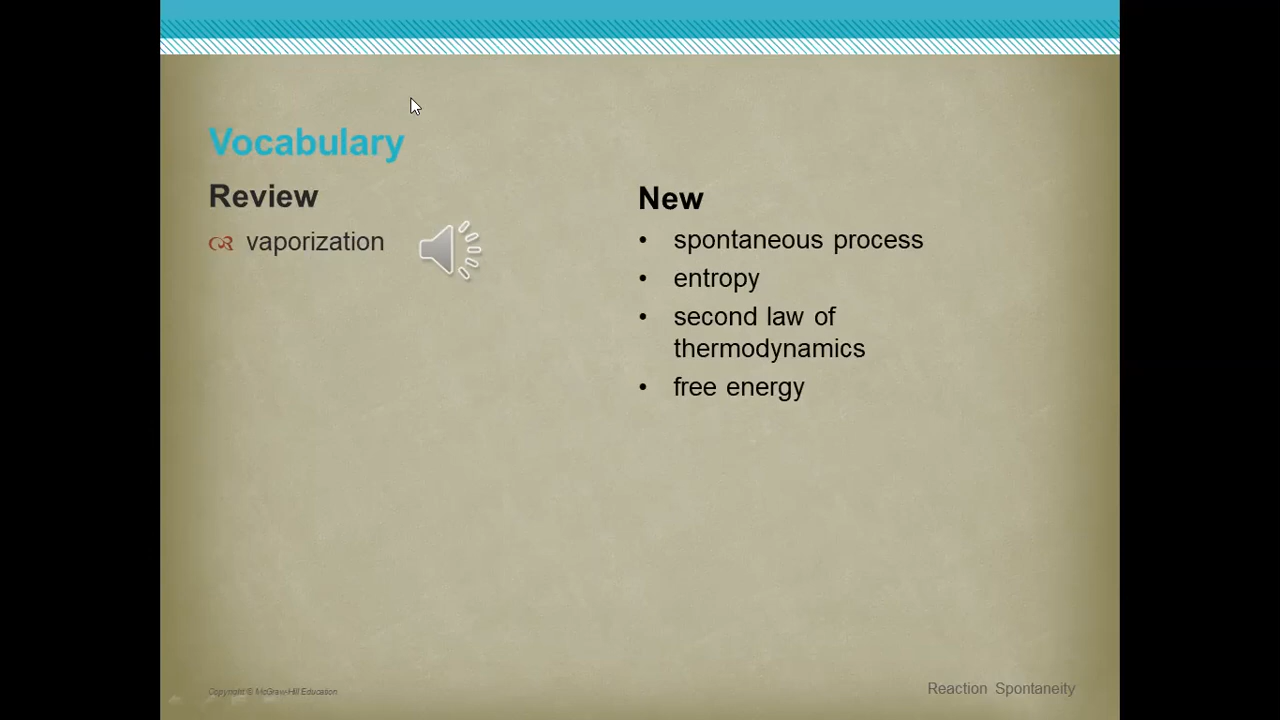 Vocabulary
Review
vaporization
New
• spontaneous process
• entropy
• second law of
thermodynamics
• free energy
Copyright © McGraw-Hill Education
Reaction Spontaneity